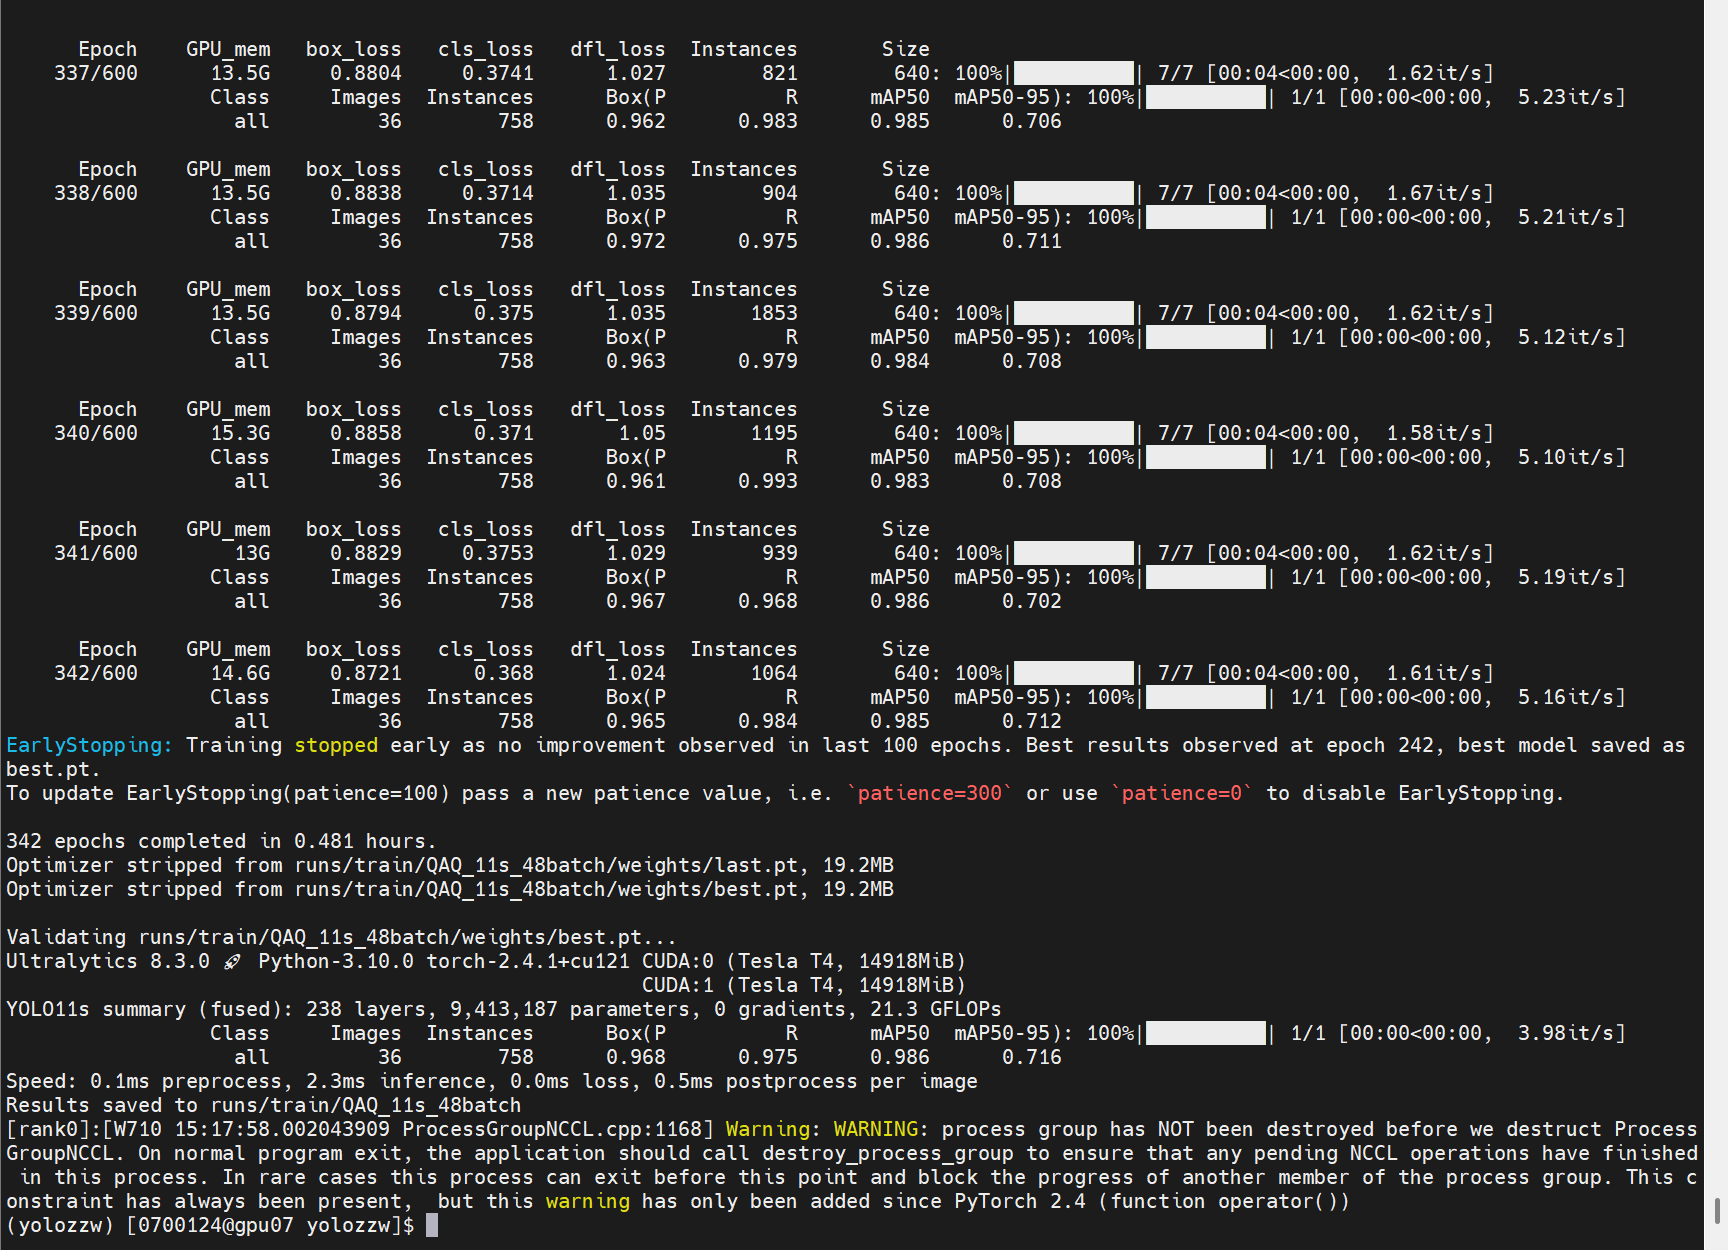 Epoch GPU_mem box_loss cls_loss dfl_loss Instances Size
337/600 13.5G 0.8804 0.3741 1.027 821 640: 100%|██████████| 7/7 [00:04<00:00, 1.62it/s]
Class Images Instances Box(P R mAP50 mAP50-95): 100%|██████████| 1/1 [00:00<00:00, 5.23it/s]
all 36 758 0.962 0.983 0.985 0.706
Epoch GPU_mem box_loss cls_loss dfl_loss Instances Size
338/600 13.5G 0.8838 0.3714 1.035 904 640: 100%|██████████| 7/7 [00:04<00:00, 1.67it/s]
Class Images Instances Box(P R mAP50 mAP50-95): 100%|██████████| 1/1 [00:00<00:00, 5.21it/s]
all 36 758 0.972 0.975 0.986 0.711
Epoch GPU_mem box_loss cls_loss dfl_loss Instances Size
339/600 13.5G 0.8794 0.375 1.035 1853 640: 100%|██████████| 7/7 [00:04<00:00, 1.62it/s]
Class Images Instances Box(P R mAP50 mAP50-95): 100%|██████████| 1/1 [00:00<00:00, 5.12it/s]
all 36 758 0.963 0.979 0.984 0.708
Epoch GPU_mem box_loss cls_loss dfl_loss Instances Size
340/600 15.3G 0.8858 0.371 1.05 1195 640: 100%|██████████| 7/7 [00:04<00:00, 1.58it/s]
Class Images Instances Box(P R mAP50 mAP50-95): 100%|██████████| 1/1 [00:00<00:00, 5.10it/s]
all 36 758 0.961 0.993 0.983 0.708
Epoch GPU_mem box_loss cls_loss dfl_loss Instances Size
341/600 13G 0.8829 0.3753 1.029 939 640: 100%|██████████| 7/7 [00:04<00:00, 1.62it/s]
Class Images Instances Box(P R mAP50 mAP50-95): 100%|██████████| 1/1 [00:00<00:00, 5.19it/s]
all 36 758 0.967 0.968 0.986 0.702
Epoch GPU_mem box_loss cls_loss dfl_loss Instances Size
342/600 14.6G 0.8721 0.368 1.024 1064 640: 100%|██████████| 7/7 [00:04<00:00, 1.61it/s]
Class Images Instances Box(P R mAP50 mAP50-95): 100%|██████████| 1/1 [00:00<00:00, 5.16it/s]
all 36 758 0.965 0.984 0.985 0.712
EarlyStopping: Training stopped early as no improvement observed in last 100 epochs. Best results observed at epoch 242, best model saved as
best.pt.
To update EarlyStopping(patience=100) pass a new patience value, i.e. `patience=300` or use `patience=0` to disable EarlyStopping.
342 epochs completed in 0.481 hours.
Optimizer stripped from runs/train/QAQ_11s_48batch/weights/last.pt, 19.2MB
Optimizer stripped from runs/train/QAQ_11s_48batch/weights/best.pt, 19.2MB
Validating runs/train/QAQ_11s_48batch/weights/best.pt...
Ultralytics 8.3.0 🚀 Python-3.10.0 torch-2.4.1+cu121 CUDA:0 (Tesla T4, 14918MiB)
CUDA:1 (Tesla T4, 14918MiB)
YOLO11s summary (fused): 238 layers, 9,413,187 parameters, 0 gradients, 21.3 GFLOPs
Class Images Instances Box(P R mAP50 mAP50-95): 100%|██████████| 1/1 [00:00<00:00, 3.98it/s]
all 36 758 0.968 0.975 0.986 0.716
Speed: 0.1ms preprocess, 2.3ms inference, 0.0ms loss, 0.5ms postprocess per image
Results saved to runs/train/QAQ_11s_48batch
[rank0]:[W710 15:17:58.002043909 ProcessGroupNCCL.cpp:1168] Warning: WARNING: process group has NOT been destroyed before we destruct Process
GroupNCCL. On normal program exit, the application should call destroy_process_group to ensure that any pending NCCL operations have finished
in this process. In rare cases this process can exit before this point and block the progress of another member of the process group. This c
onstraint has always been present, but this warning has only been added since PyTorch 2.4 (function operator())
(yolozzw) [0700124@gpu07 yolozzw]$